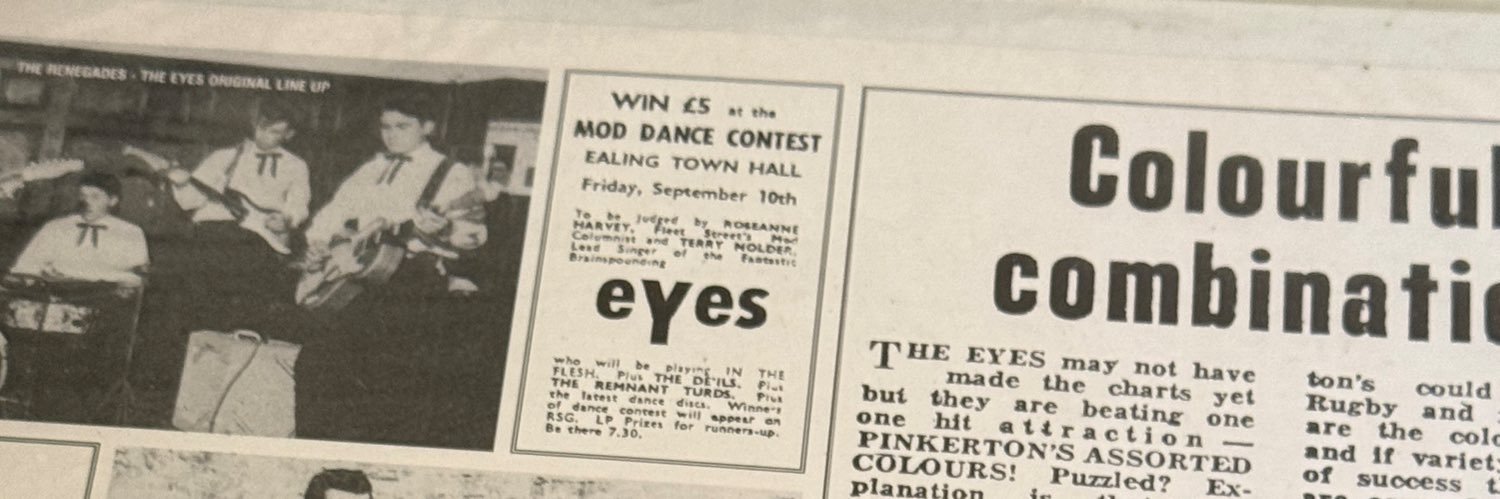 THE RENEGADES - THE EYES ORIGINAL LINE UP
WIN £5 at the
MOD DANCE CONTEST
EALING TOWN HALL
Friday, September 10th
To be judged by ROSEANNE
HARVEY, Fleet Street's Mod
Columnist and TERRY NOLDER,
Lead Singer of the Fantastic
Brainspounding
eyes
who will be playing IN THE
FLESH. Plus THE DE'ILS. Plus
THE REMNANT TURDS. Plus
the latest dance discs. Winners
of dance contest will appear on
RSG. LP Prizes for runners-up.
Be there 7.30.
Colourful
combinatio
THE EYES may not have
made the charts yet
but they are beating one
one hit attraction —
PINKERTON'S ASSORTED
COLOURS! Puzzled? Ex-
planation is
ton's could
Rugby and
are the colo
and if variety
of success